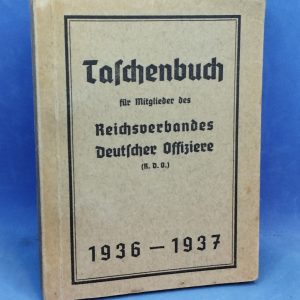 Taschenbuch
für Mitglieder des
Reichsverbandes
Deutscher Offiziere
(R. D. O.)
1936 – 1937